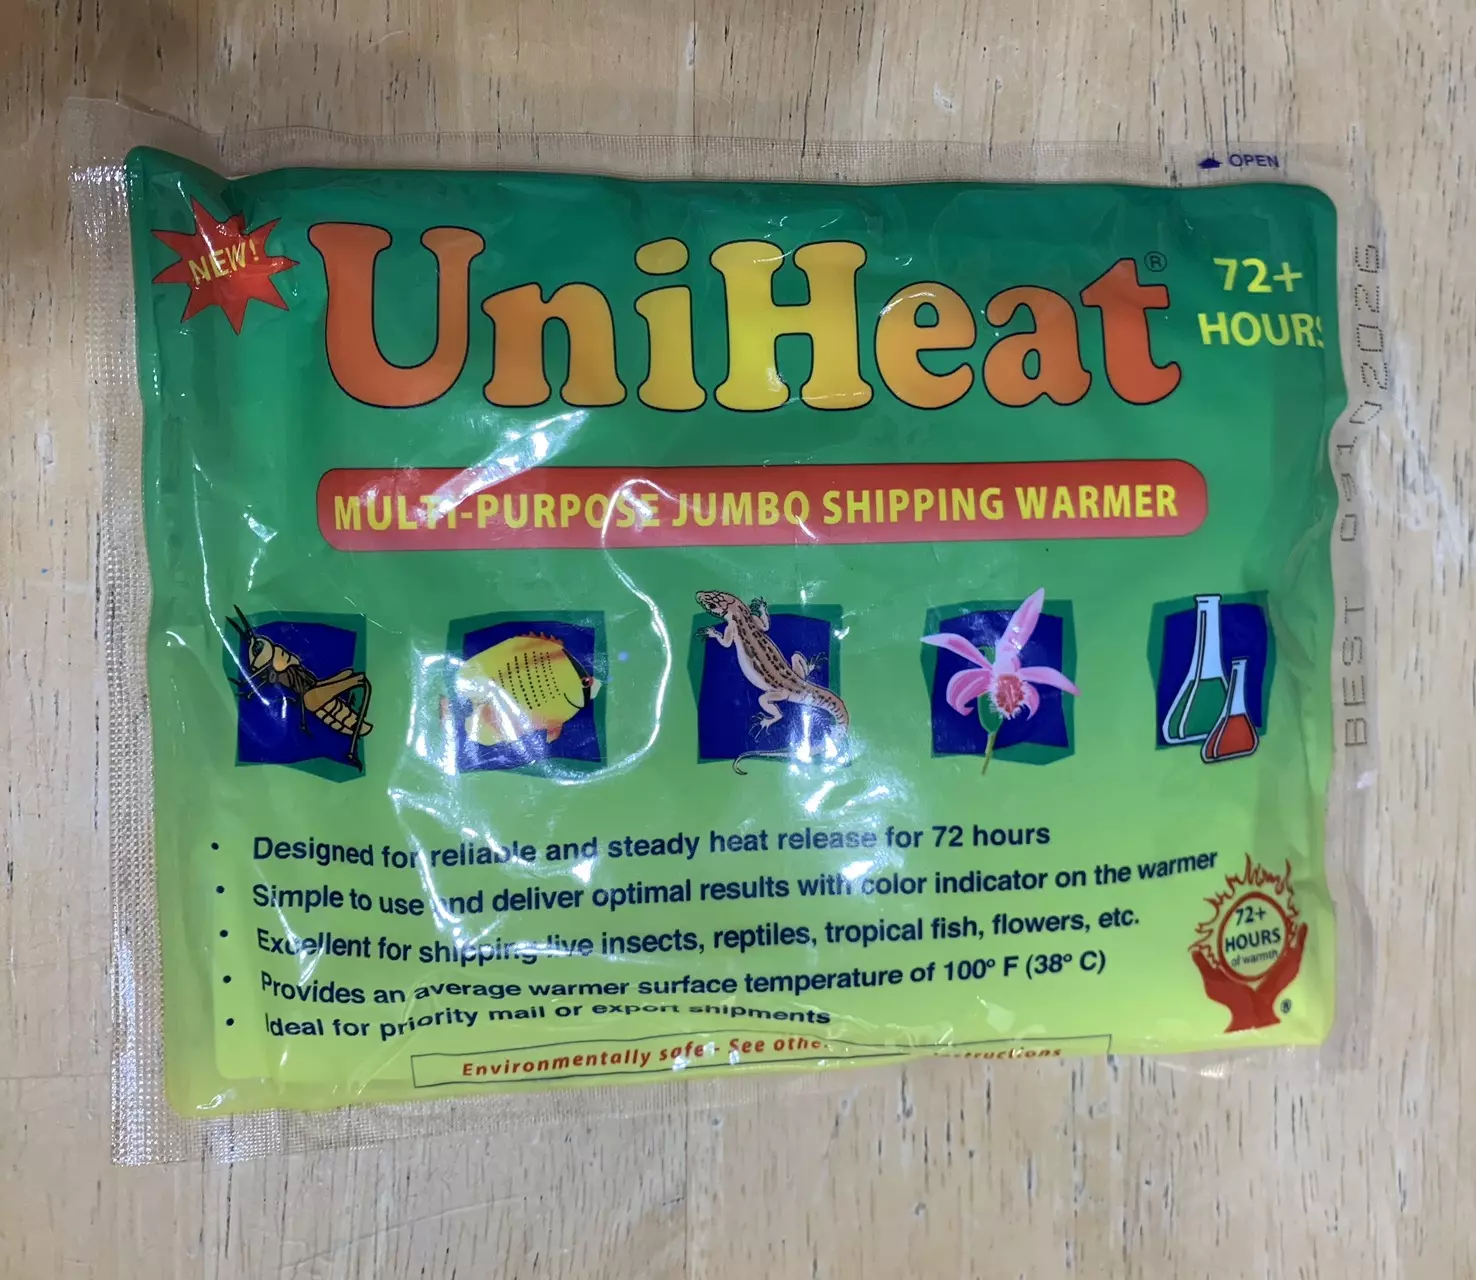 OPEN
NEW!
UniHeat®
72+
HOURS
MULTI-PURPOSE JUMBO SHIPPING WARMER
• Designed for reliable and steady heat release for 72 hours
• Simple to use and deliver optimal results with color indicator on the warmer
• Excellent for shipping live insects, reptiles, tropical fish, flowers, etc.
• Provides an average warmer surface temperature of 100° F (38° C)
• Ideal for priority mail or export shipments
72+
HOURS
of warmth
®
Environmentally safe - See
BEST